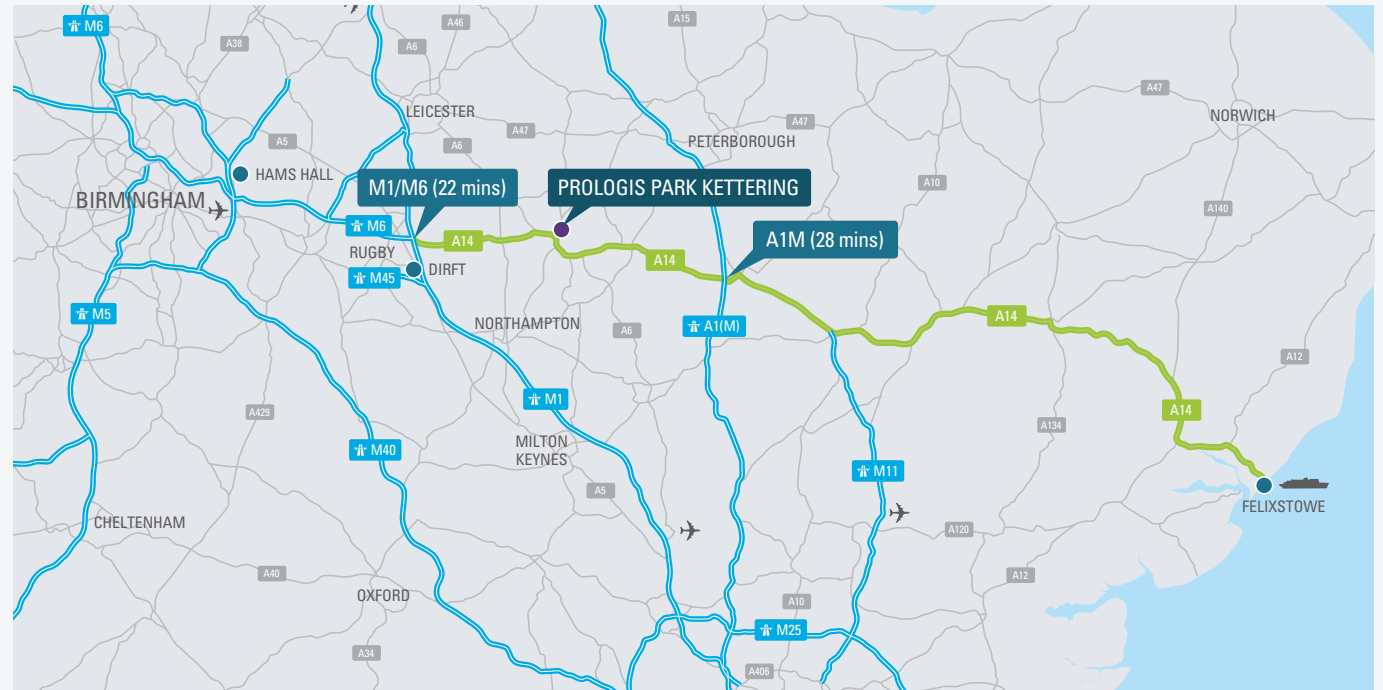 M6
A38
A46
A6
A15
A47
NORWICH
LEICESTER
A5
A6
A47
PETERBOROUGH
A47
HAMS HALL
BIRMINGHAM
M1/M6 (22 mins)
PROLOGIS PARK KETTERING
A10
A140
M6
RUGBY
A14
A14
A1M (28 mins)
M45
DIRFT
M5
NORTHAMPTON
A6
A1(M)
A14
A12
M1
A429
A14
A134
M40
MILTON
KEYNES
M11
A5
FELIXSTOWE
CHELTENHAM
A120
A40
A12
OXFORD
A10
M25
A34
A406